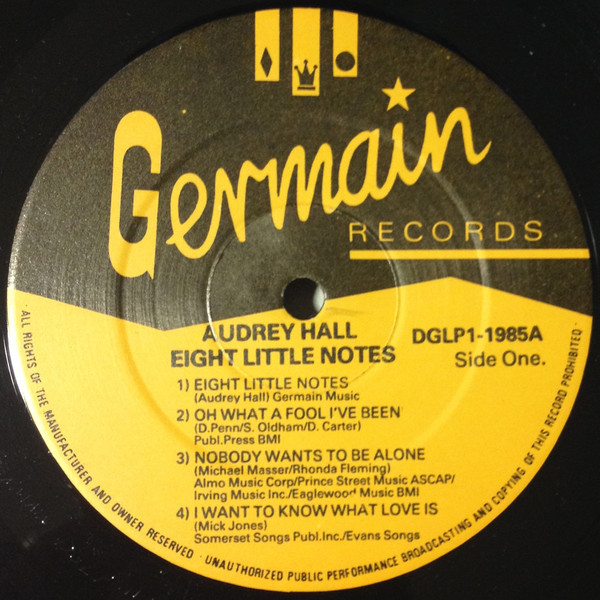 Germain
RECORDS
AUDREY HALL
EIGHT LITTLE NOTES
DGLP1-1985A
Side One.
1) EIGHT LITTLE NOTES
(Audrey Hall) Germain Music
2) OH WHAT A FOOL I'VE BEEN
(D.Penn/S. Oldham/D. Carter)
Publ.Press BMI
3) NOBODY WANTS TO BE ALONE
(Michael Masser/Rhonda Fleming)
Almo Music Corp/Prince Street Music ASCAP/
Irving Music Inc./Eaglewood Music BMI
4) I WANT TO KNOW WHAT LOVE IS
(Mick Jones)
Somerset Songs Publ.Inc./Evans Songs
· ALL RIGHTS OF THE MANUFACTURER AND OWNER RESERVED · UNAUTHORIZED PUBLIC PERFORMANCE BROADCASTING AND COPYING OF THIS RECORD PROHIBITED ·